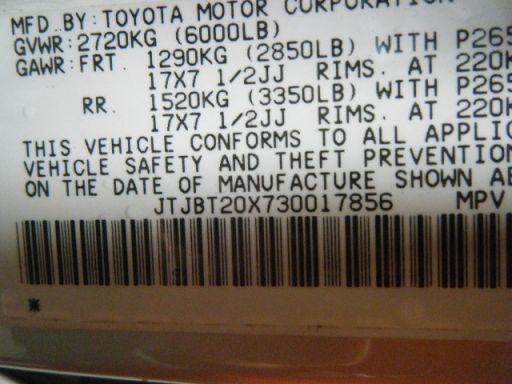 MFD. BY: TOYOTA MOTOR CORPORATION
GVWR: 2720KG (6000LB)
GAWR: FRT. 1290KG (2850LB) WITH P265
17X7 1/2JJ RIMS. AT 220K
RR. 1520KG (3350LB) WITH P265
17X7 1/2JJ RIMS. AT 220K
THIS VEHICLE CONFORMS TO ALL APPLIC
VEHICLE SAFETY AND THEFT PREVENTION
ON THE DATE OF MANUFACTURE SHOWN AB
JTJBT20X730017856 MPV
*